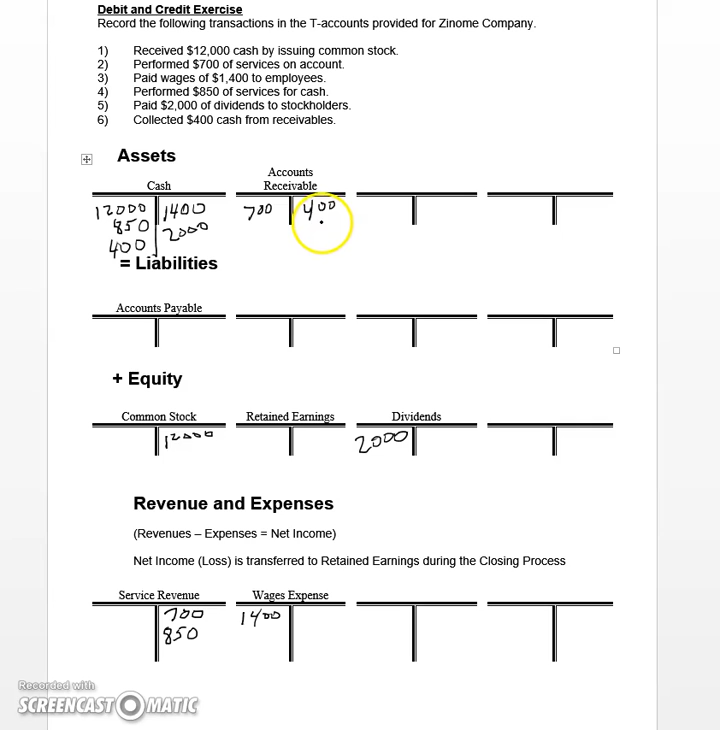 Debit and Credit Exercise
Record the following transactions in the T-accounts provided for Zinome Company.
1) Received $12,000 cash by issuing common stock.
2) Performed $700 of services on account.
3) Paid wages of $1,400 to employees.
4) Performed $850 of services for cash.
5) Paid $2,000 of dividends to stockholders.
6) Collected $400 cash from receivables.
Assets
Cash
Accounts
Receivable
12000 1400 700 400
850 2000
400
= Liabilities
Accounts Payable
+ Equity
Common Stock Retained Earnings Dividends
12000 2000
Revenue and Expenses
(Revenues – Expenses = Net Income)
Net Income (Loss) is transferred to Retained Earnings during the Closing Process
Service Revenue Wages Expense
700 1400
850
Recorded with
SCREENCAST O MATIC